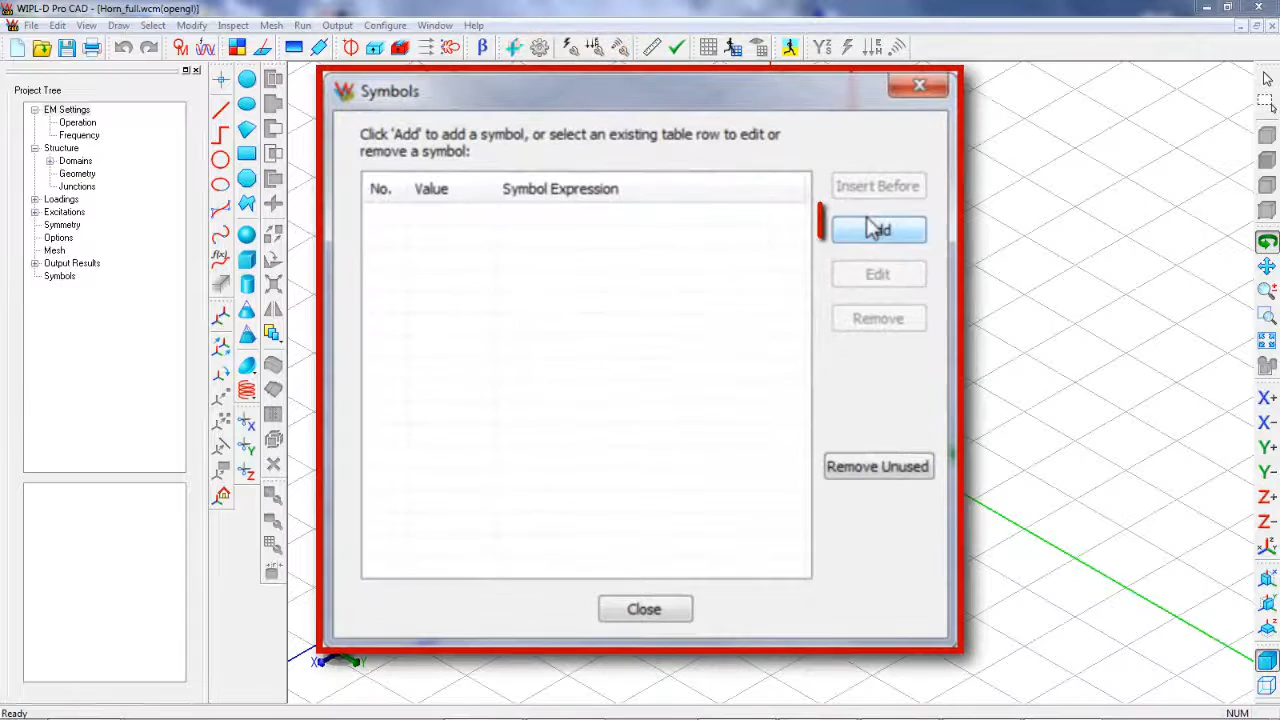 WIPL-D Pro CAD - [Horn_full.wcm(opengl)]
File Edit View Draw Select Modify Inspect Mesh Run Output Configure Window Help
Project Tree
EM Settings
Operation
Frequency
Structure
Domains
Geometry
Junctions
Loadings
Excitations
Symmetry
Options
Mesh
Output Results
Symbols
Symbols
Click 'Add' to add a symbol, or select an existing table row to edit or
remove a symbol:
No. Value Symbol Expression
Insert Before
Add
Edit
Remove
Remove Unused
Close
X+
X-
Y+
Y-
Z+
Z-
X Y
Ready NUM